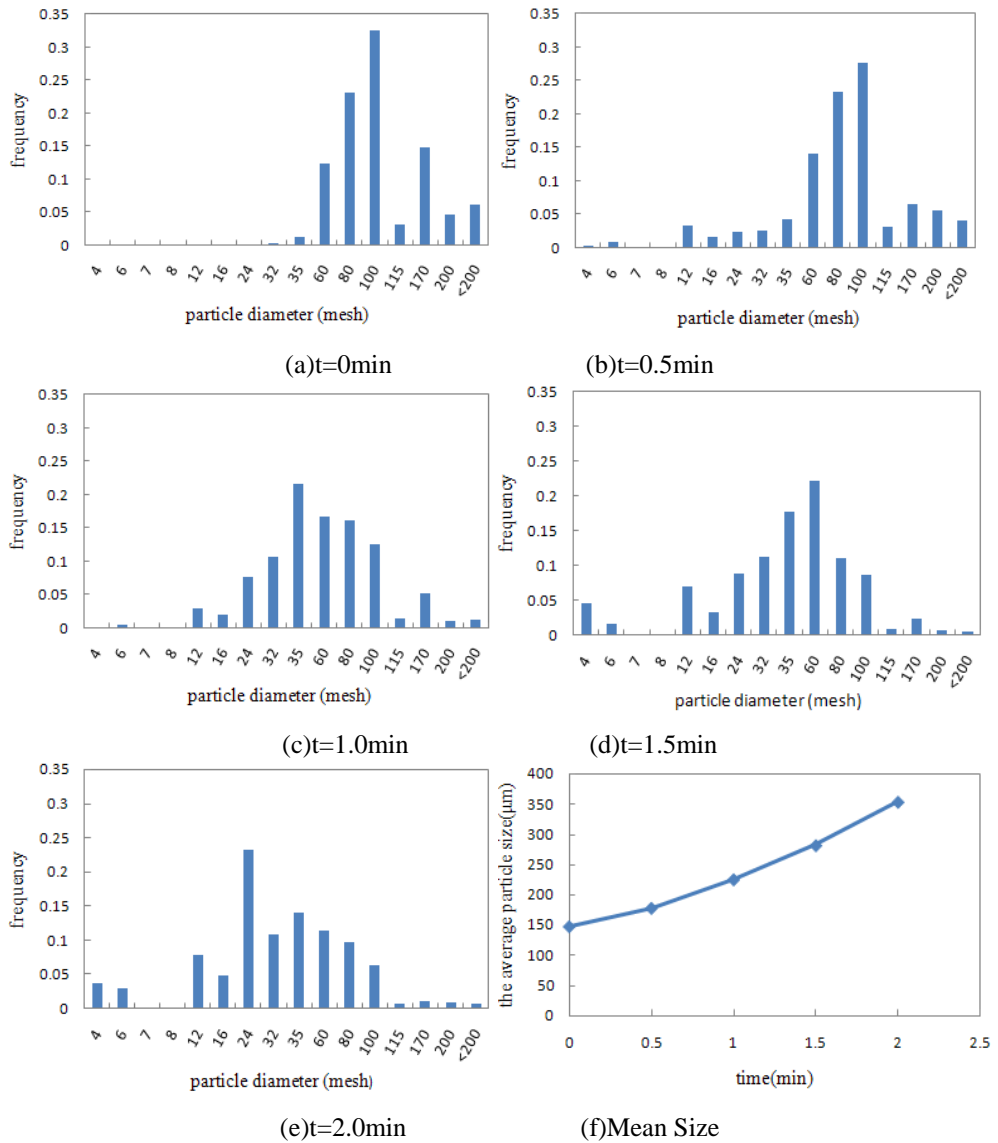 0.35
0.3
0.25
0.2
0.15
0.1
0.05
0
frequency
4 6 7 8 12 16 24 32 35 60 80 100 115 170 200 <200
particle diameter (mesh)
(a)t=0min
0.35
0.3
0.25
0.2
0.15
0.1
0.05
0
frequency
4 6 7 8 12 16 24 32 35 60 80 100 115 170 200 <200
particle diameter (mesh)
(b)t=0.5min
0.35
0.3
0.25
0.2
0.15
0.1
0.05
0
frequency
4 6 7 8 12 16 24 32 35 60 80 100 115 170 200 <200
particle diameter (mesh)
(c)t=1.0min
0.35
0.3
0.25
0.2
0.15
0.1
0.05
0
frequency
4 6 7 8 12 16 24 32 35 60 80 100 115 170 200 <200
particle diameter (mesh)
(d)t=1.5min
0.35
0.3
0.25
0.2
0.15
0.1
0.05
0
frequency
4 6 7 8 12 16 24 32 35 60 80 100 115 170 200 <200
particle diameter (mesh)
(e)t=2.0min
400
350
300
250
200
150
100
50
0
the average particle size(μm)
0 0.5 1 1.5 2 2.5
time(min)
(f)Mean Size